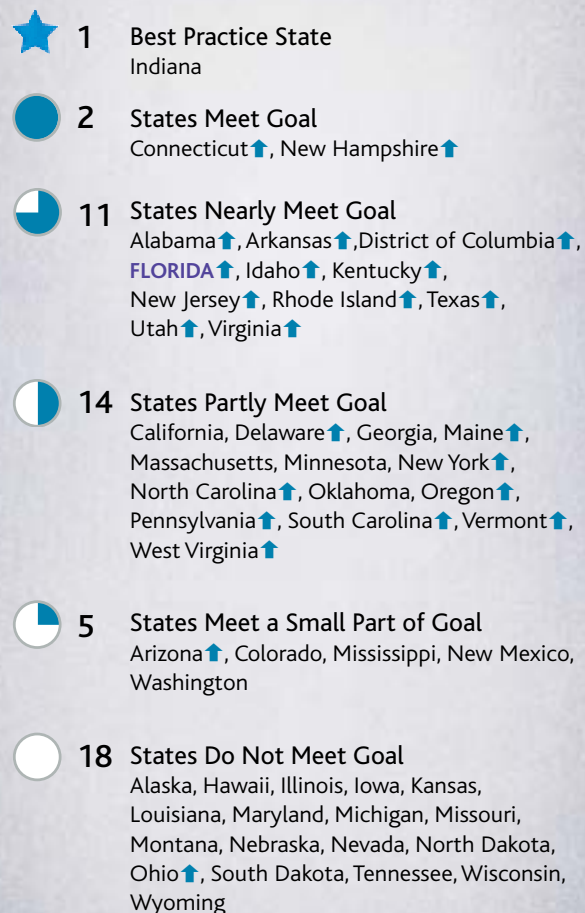 1 Best Practice State
Indiana
2 States Meet Goal
Connecticut⬆, New Hampshire⬆
11 States Nearly Meet Goal
Alabama⬆, Arkansas⬆,District of Columbia⬆,
FLORIDA⬆, Idaho⬆, Kentucky⬆,
New Jersey⬆, Rhode Island⬆, Texas⬆,
Utah⬆, Virginia⬆
14 States Partly Meet Goal
California, Delaware⬆, Georgia, Maine⬆,
Massachusetts, Minnesota, New York⬆,
North Carolina⬆, Oklahoma, Oregon⬆,
Pennsylvania⬆, South Carolina⬆, Vermont⬆,
West Virginia⬆
5 States Meet a Small Part of Goal
Arizona⬆, Colorado, Mississippi, New Mexico,
Washington
18 States Do Not Meet Goal
Alaska, Hawaii, Illinois, Iowa, Kansas,
Louisiana, Maryland, Michigan, Missouri,
Montana, Nebraska, Nevada, North Dakota,
Ohio⬆, South Dakota, Tennessee, Wisconsin,
Wyoming